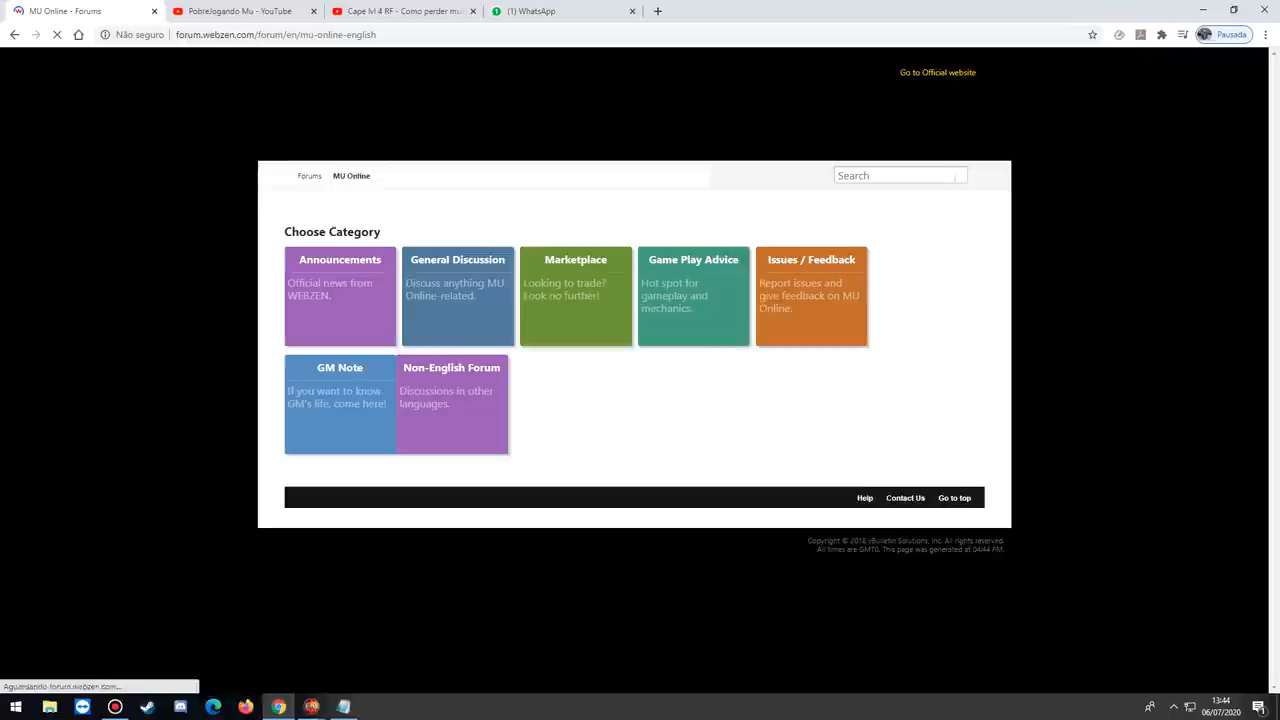 MU Online - Forums
PobreJogando Mu - YouTube
Cape lvl 4 RF - Como perder mu
(1) WhatsApp
Não seguro
forum.webzen.com/forum/en/mu-online-english
Pausada
Go to Official website
Forums MU Online
Search
Choose Category
Announcements
Official news from
WEBZEN.
General Discussion
Discuss anything MU
Online-related.
Marketplace
Looking to trade?
Look no further!
Game Play Advice
Hot spot for
gameplay and
mechanics.
Issues / Feedback
Report issues and
give feedback on MU
Online.
GM Note
If you want to know
GM's life, come here!
Non-English Forum
Discussions in other
languages.
Help Contact Us Go to top
Copyright © 2018 vBulletin Solutions, Inc. All rights reserved.
All times are GMT0. This page was generated at 04:44 PM.
Aguardando forum.webzen.com...
13:44
06/07/2020